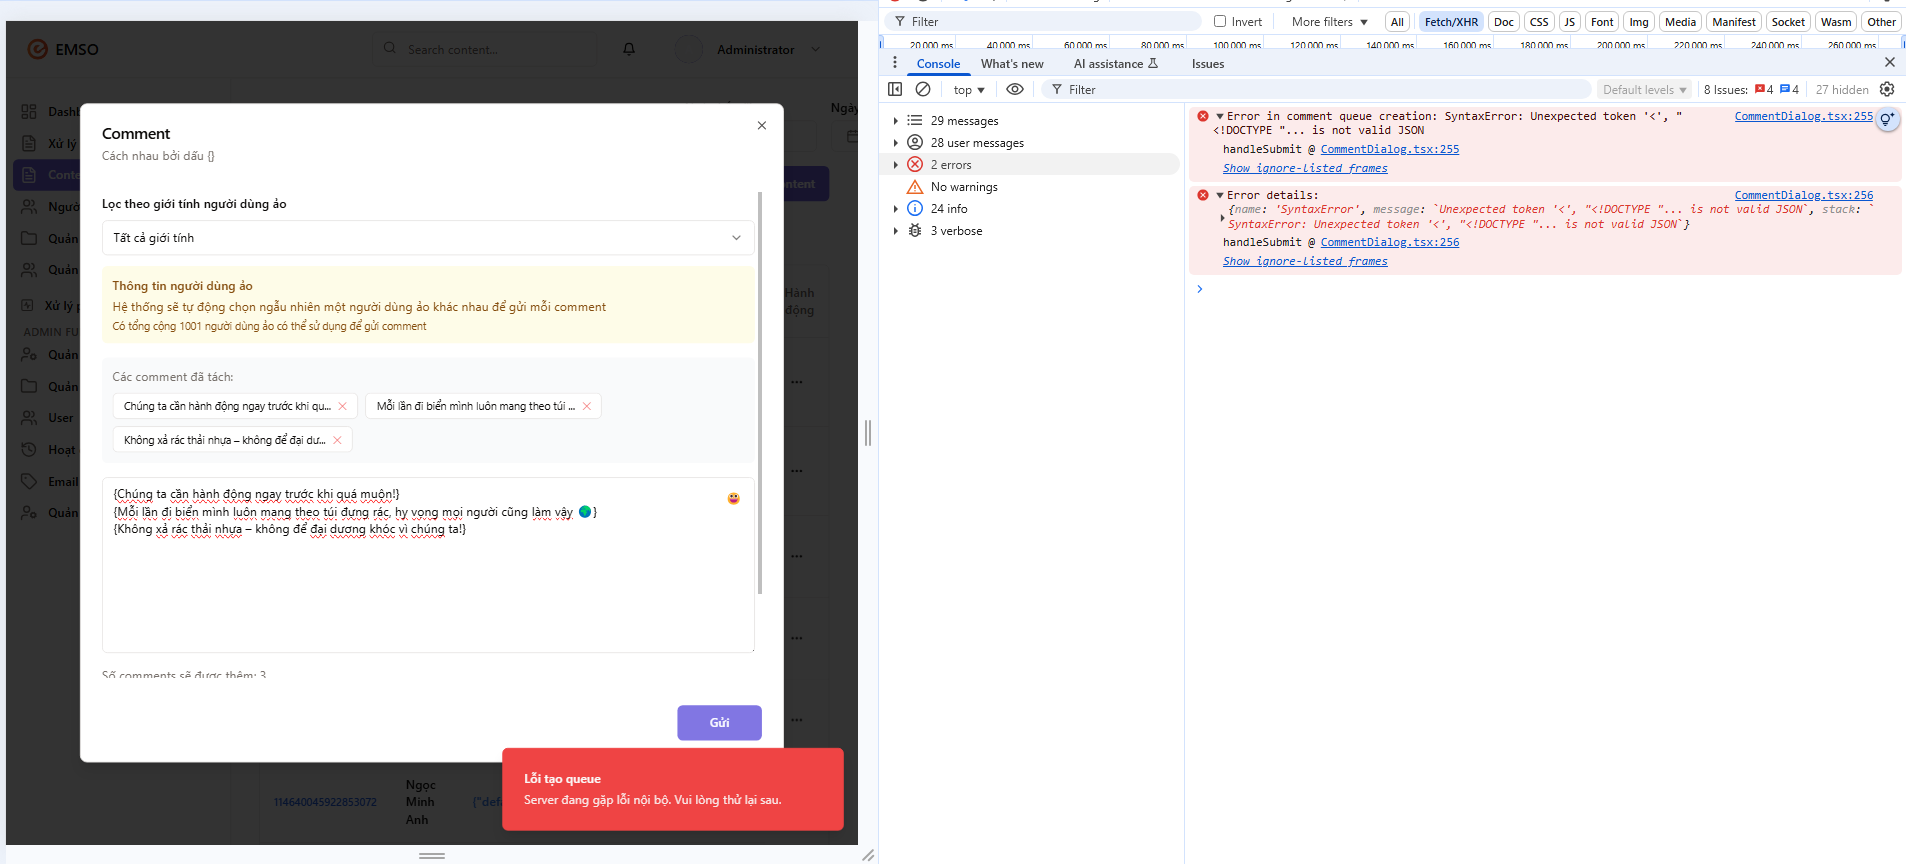 EMSO
Search content...
Administrator
Dashb
Xử lý
Conte
Người
Quản
Quản
Xử lý p
ADMIN FU
Quản
Quản
User
Hoạt
Email
Quản
Ngày
ntent
Hành
động
Comment
Cách nhau bởi dấu {}
Lọc theo giới tính người dùng ảo
Tất cả giới tính
Thông tin người dùng ảo
Hệ thống sẽ tự động chọn ngẫu nhiên một người dùng ảo khác nhau để gửi mỗi comment
Có tổng cộng 1001 người dùng ảo có thể sử dụng để gửi comment
Các comment đã tách:
Chúng ta cần hành động ngay trước khi qu...
Mỗi lần đi biển mình luôn mang theo túi ...
Không xả rác thải nhựa – không để đại dư...
{Chúng ta cần hành động ngay trước khi quá muộn!}
{Mỗi lần đi biển mình luôn mang theo túi đựng rác, hy vọng mọi người cũng làm vậy 🌍}
{Không xả rác thải nhựa – không để đại dương khóc vì chúng ta!}
Số comments sẽ được thêm: 3
Gửi
Lỗi tạo queue
Server đang gặp lỗi nội bộ. Vui lòng thử lại sau.
114640045922853072
Ngọc
Minh
Anh
{"defa
Filter
Invert
More filters
All
Fetch/XHR
Doc
CSS
JS
Font
Img
Media
Manifest
Socket
Wasm
Other
20,000 ms
40,000 ms
60,000 ms
80,000 ms
100,000 ms
120,000 ms
140,000 ms
160,000 ms
180,000 ms
200,000 ms
220,000 ms
240,000 ms
260,000 ms
Console
What's new
AI assistance
Issues
top
Filter
Default levels
8 Issues:
4
4
27 hidden
29 messages
28 user messages
2 errors
No warnings
24 info
3 verbose
Error in comment queue creation: SyntaxError: Unexpected token '<', "
<!DOCTYPE "... is not valid JSON
CommentDialog.tsx:255
handleSubmit @ CommentDialog.tsx:255
Show ignore-listed frames
Error details:
CommentDialog.tsx:256
{name: 'SyntaxError', message: `Unexpected token '<', "<!DOCTYPE "... is not valid JSON`, stack: `
SyntaxError: Unexpected token '<', "<!DOCTYPE "... is not valid JSON`}
handleSubmit @ CommentDialog.tsx:256
Show ignore-listed frames